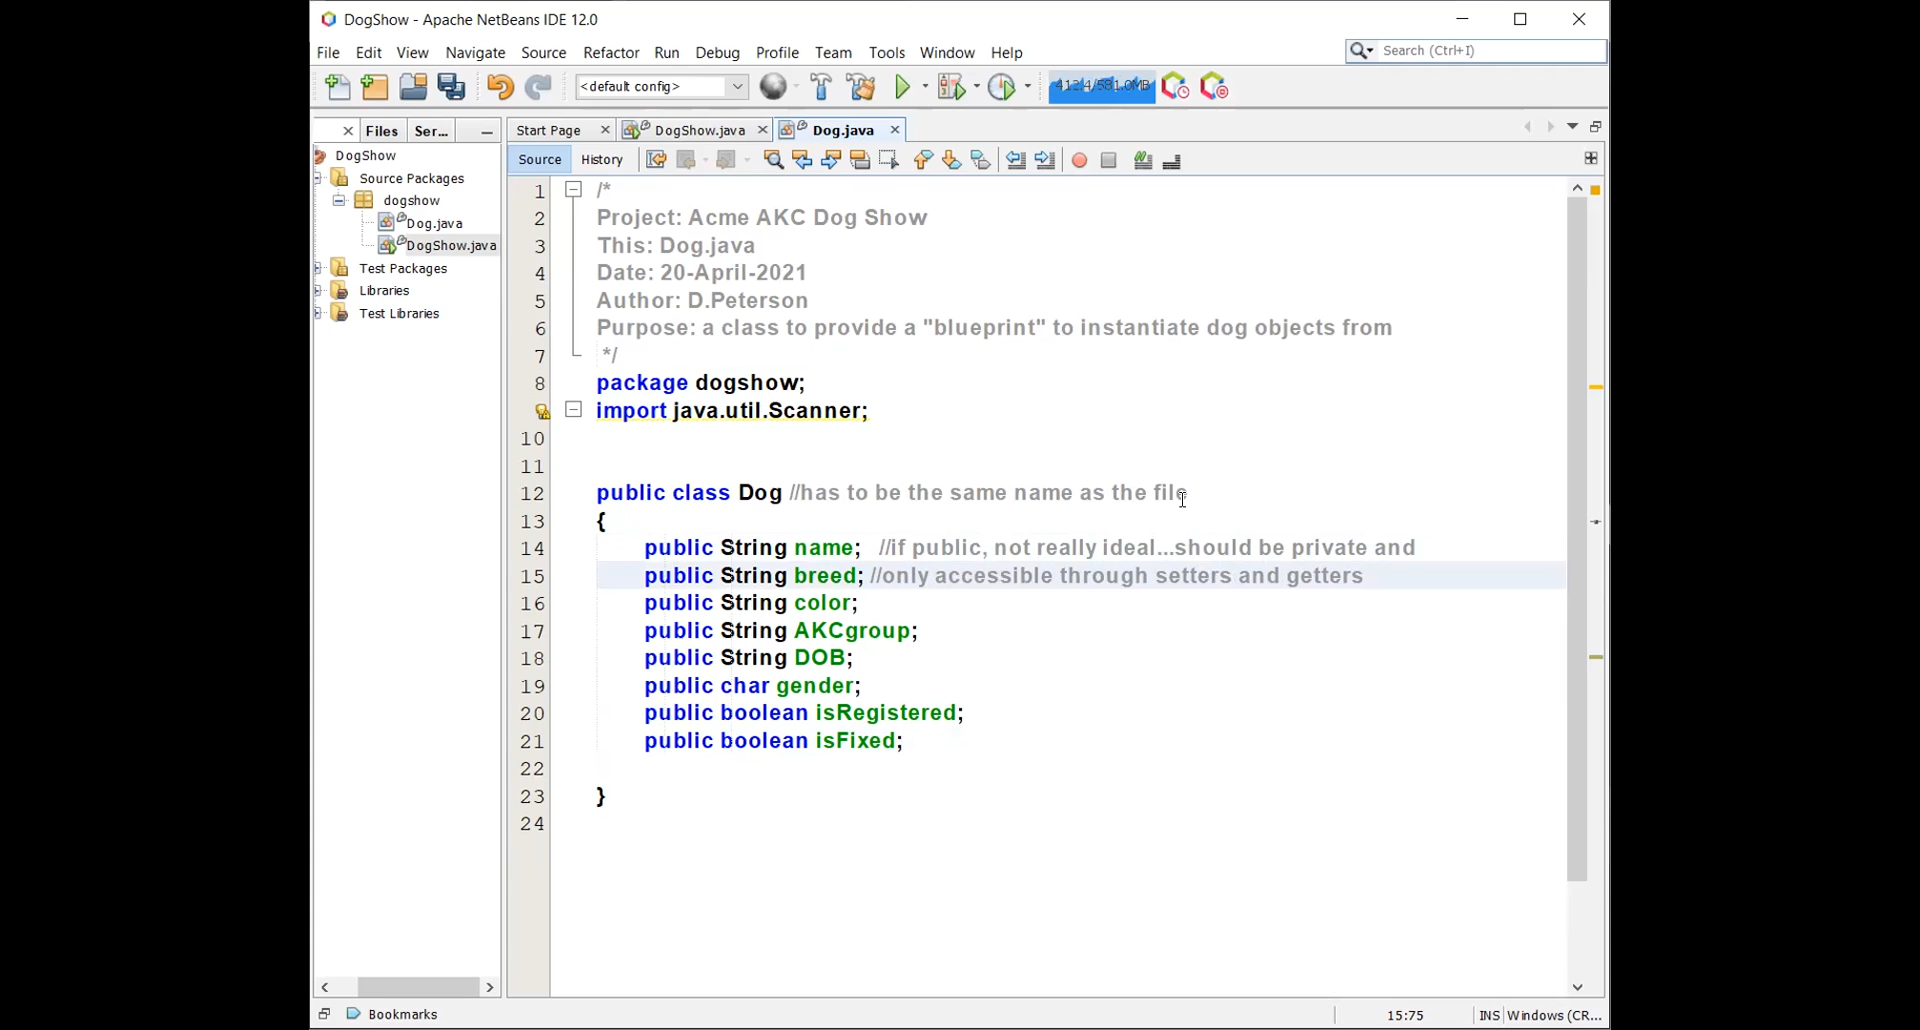 DogShow - Apache NetBeans IDE 12.0
File Edit View Navigate Source Refactor Run Debug Profile Team Tools Window Help
Search (Ctrl+I)
<default config>
412.4/581.0MB
Files Ser...
Start Page DogShow.java Dog.java
Source History
DogShow
Source Packages
dogshow
Dog.java
DogShow.java
Test Packages
Libraries
Test Libraries
1 /*
2 Project: Acme AKC Dog Show
3 This: Dog.java
4 Date: 20-April-2021
5 Author: D.Peterson
6 Purpose: a class to provide a "blueprint" to instantiate dog objects from
7 */
8 package dogshow;
import java.util.Scanner;
10
11
12 public class Dog //has to be the same name as the file
13 {
14 public String name; //if public, not really ideal...should be private and
15 public String breed; //only accessible through setters and getters
16 public String color;
17 public String AKCgroup;
18 public String DOB;
19 public char gender;
20 public boolean isRegistered;
21 public boolean isFixed;
22
23 }
24
Bookmarks
15:75 INS Windows (CR...